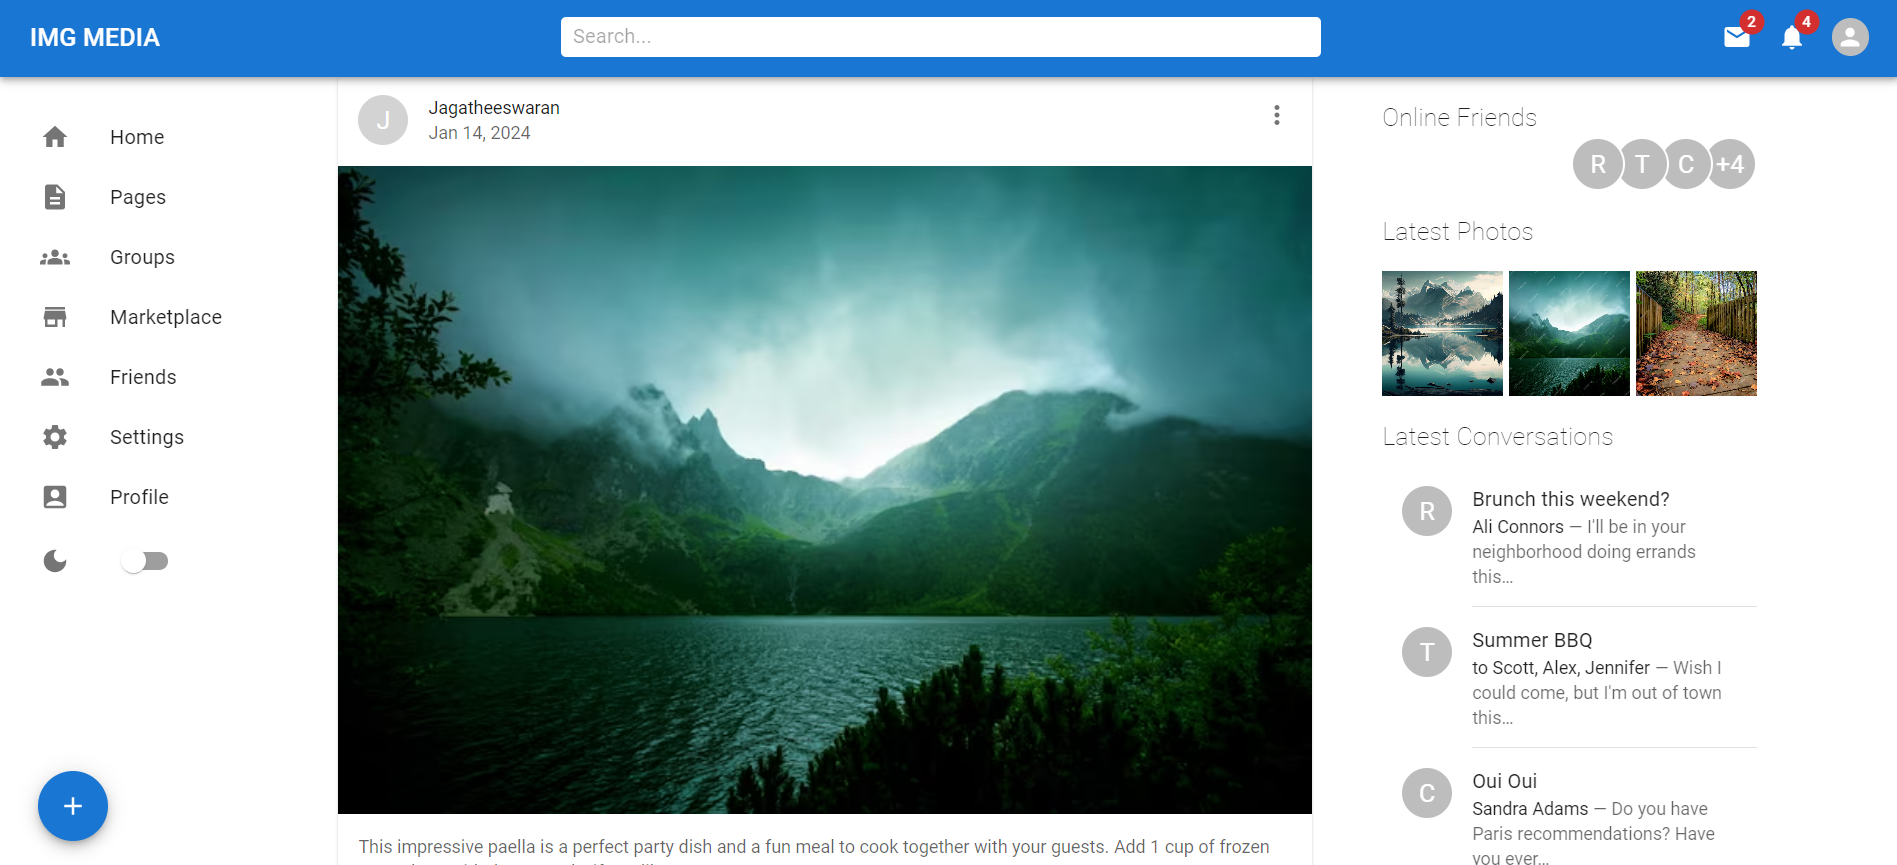 IMG MEDIA
Search...
2
4
Home
Pages
Groups
Marketplace
Friends
Settings
Profile
+
J
Jagatheeswaran
Jan 14, 2024
This impressive paella is a perfect party dish and a fun meal to cook together with your guests. Add 1 cup of frozen
Online Friends
R T C +4
Latest Photos
Latest Conversations
R
Brunch this weekend?
Ali Connors — I'll be in your
neighborhood doing errands
this…
T
Summer BBQ
to Scott, Alex, Jennifer — Wish I
could come, but I'm out of town
this…
C
Oui Oui
Sandra Adams — Do you have
Paris recommendations? Have
you ever…